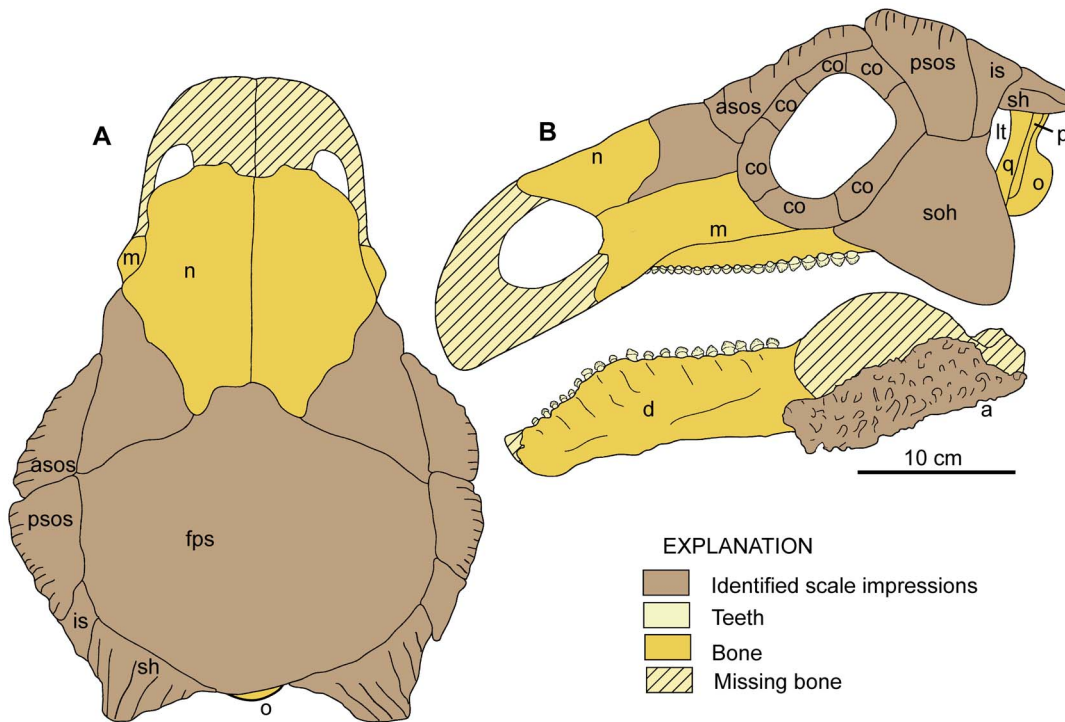 A
B
m
n
asos
psos
fps
is
sh
o
co
co
psos
is
asos
co
sh
lt
p
n
co
q
o
co
m
co
soh
co
d
a
10 cm
EXPLANATION
Identified scale impressions
Teeth
Bone
Missing bone